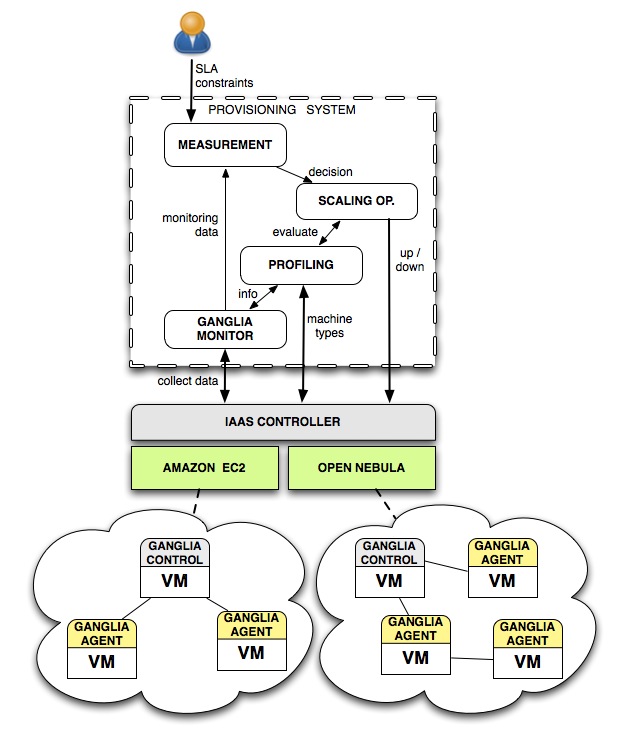 SLA
constraints
PROVISIONING SYSTEM
MEASUREMENT
decision
SCALING OP.
monitoring
data
evaluate
up /
down
PROFILING
info
GANGLIA
MONITOR
machine
types
collect data
IAAS CONTROLLER
AMAZON EC2
OPEN NEBULA
GANGLIA
CONTROL
VM
GANGLIA
AGENT
VM
GANGLIA
AGENT
VM
GANGLIA
CONTROL
VM
GANGLIA
AGENT
VM
GANGLIA
AGENT
VM
GANGLIA
AGENT
VM